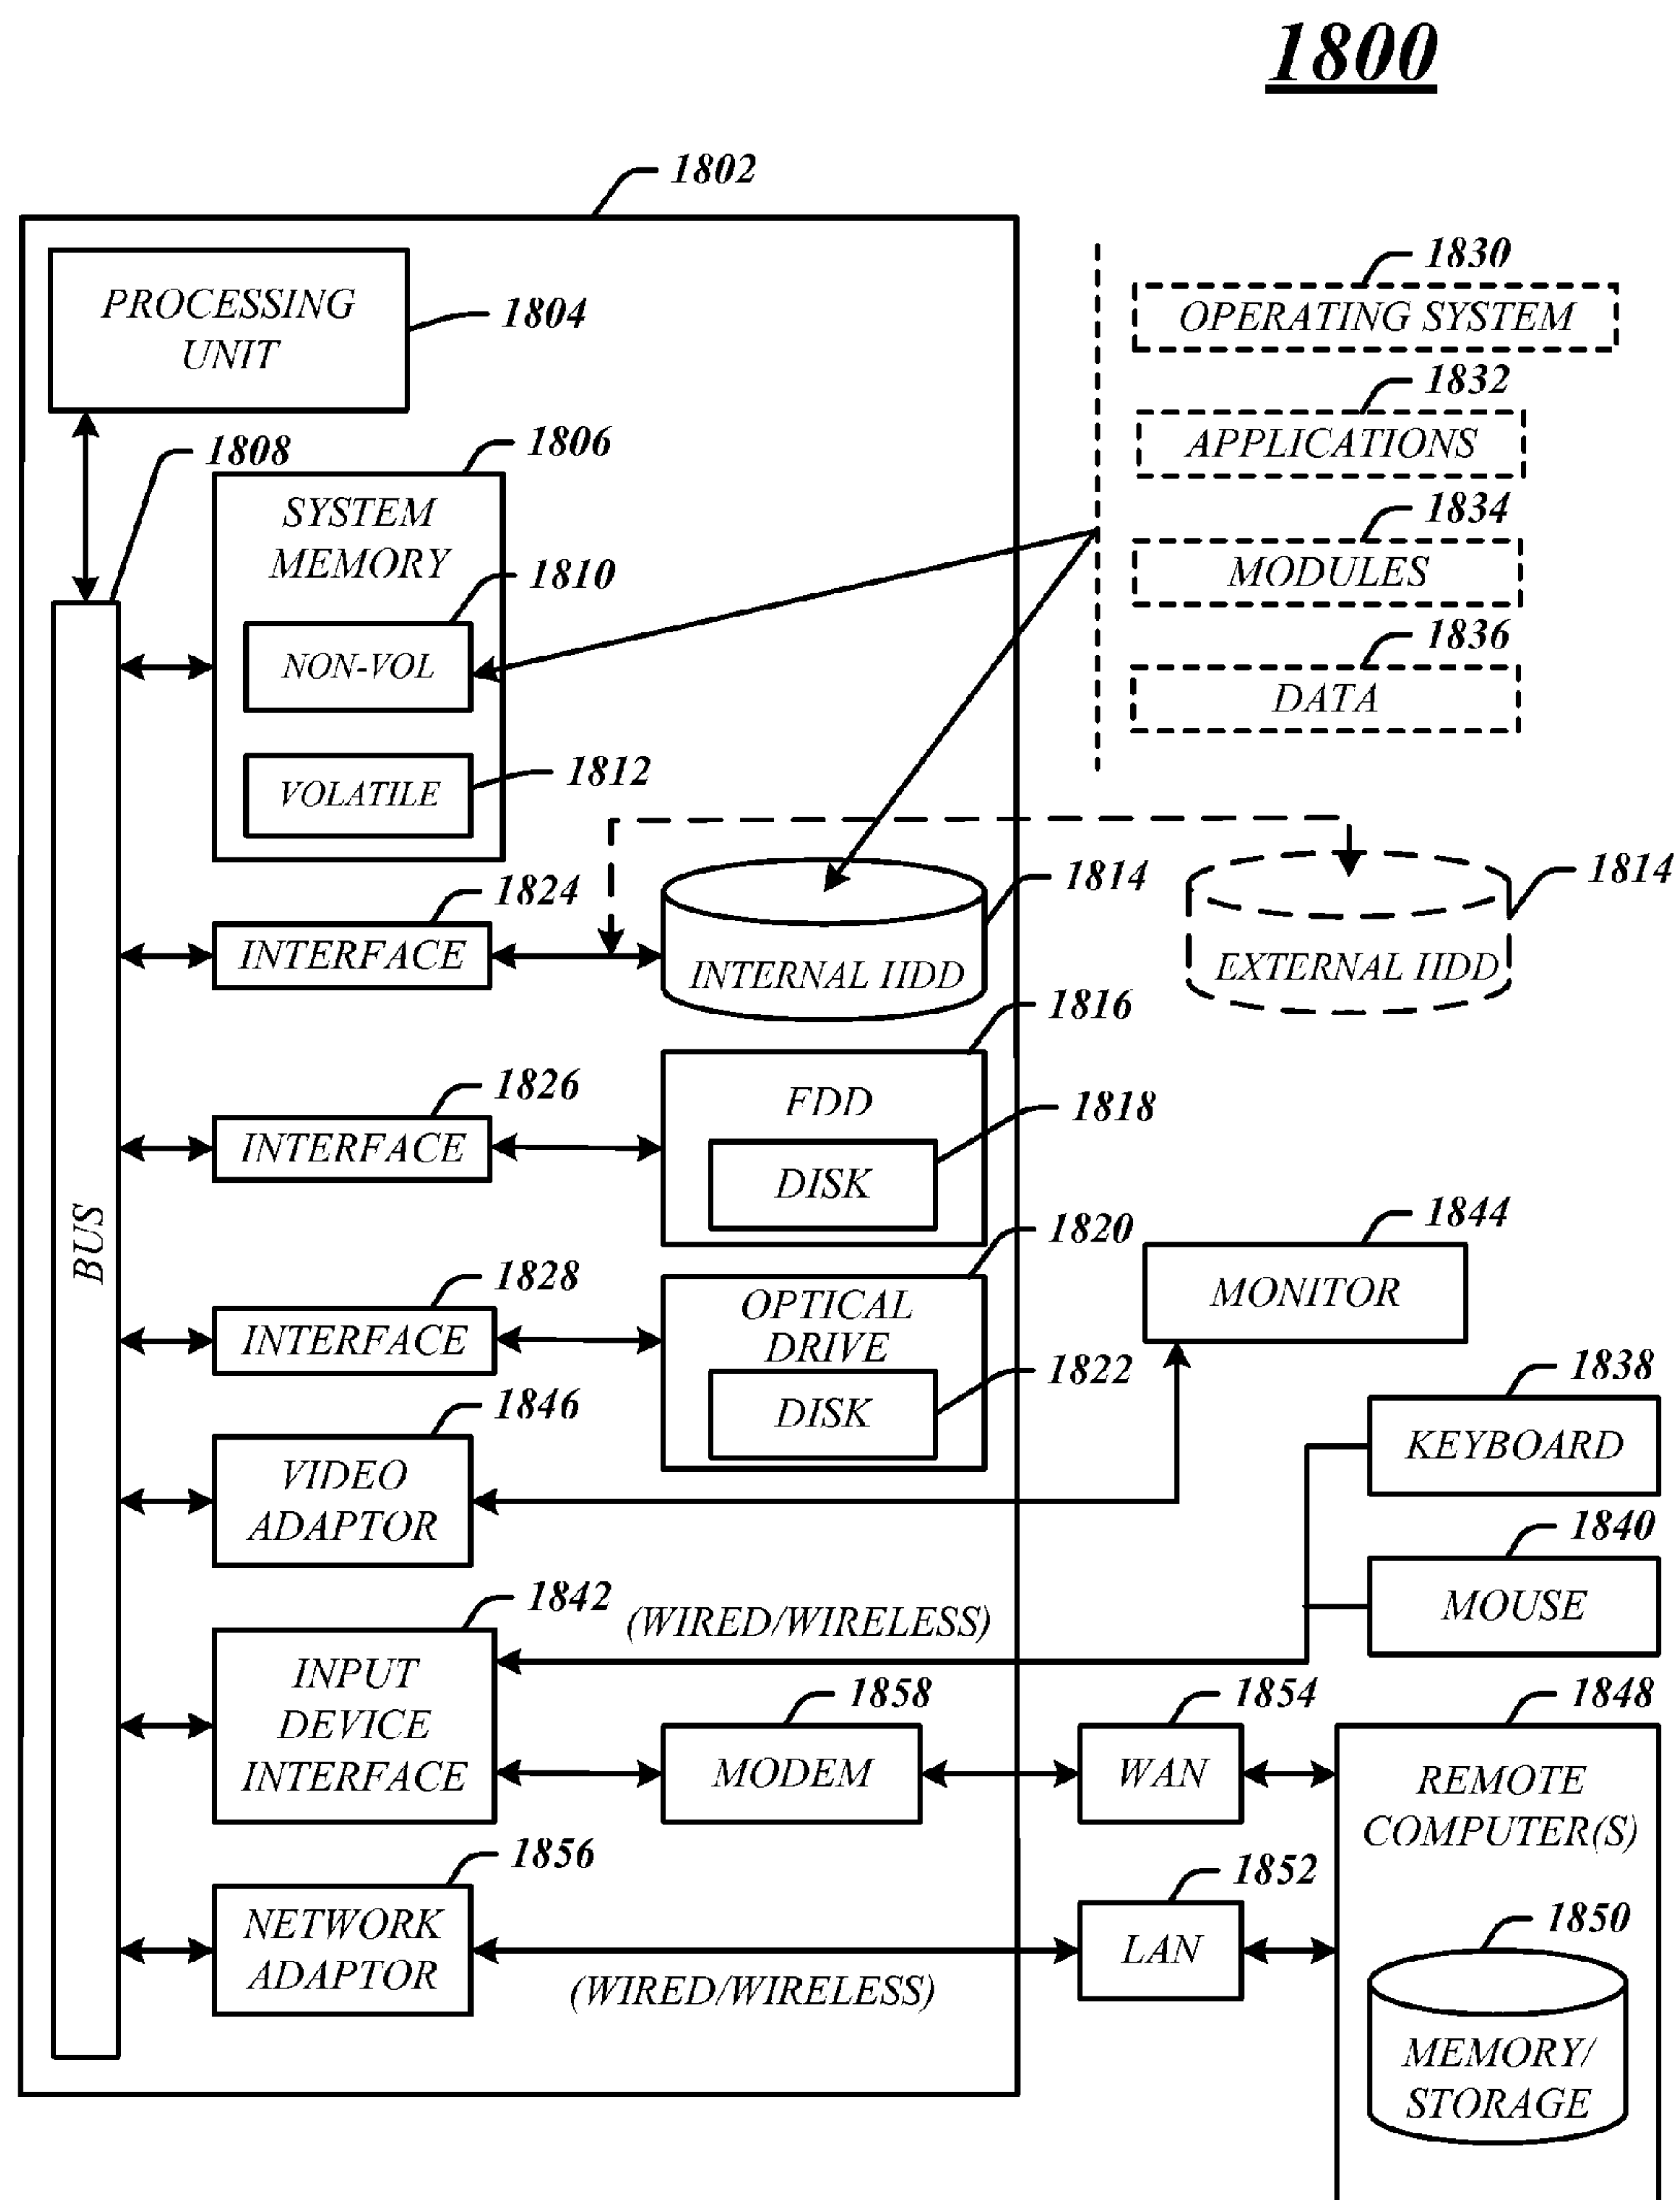 1800
1802
PROCESSING
UNIT
1804
1830
OPERATING SYSTEM
1832
APPLICATIONS
1834
MODULES
1836
DATA
1808
1806
SYSTEM
MEMORY
1810
NON-VOL
1812
VOLATILE
BUS
1824
INTERFACE
1814
INTERNAL HDD
1814
EXTERNAL HDD
1826
INTERFACE
1816
FDD
1818
DISK
1828
INTERFACE
1820
OPTICAL
DRIVE
1822
DISK
1844
MONITOR
1846
VIDEO
ADAPTOR
1838
KEYBOARD
1840
MOUSE
1842
INPUT
DEVICE
INTERFACE
(WIRED/WIRELESS)
1858
MODEM
1854
WAN
1848
REMOTE
COMPUTER(S)
1856
NETWORK
ADAPTOR
(WIRED/WIRELESS)
1852
LAN
1850
MEMORY/
STORAGE